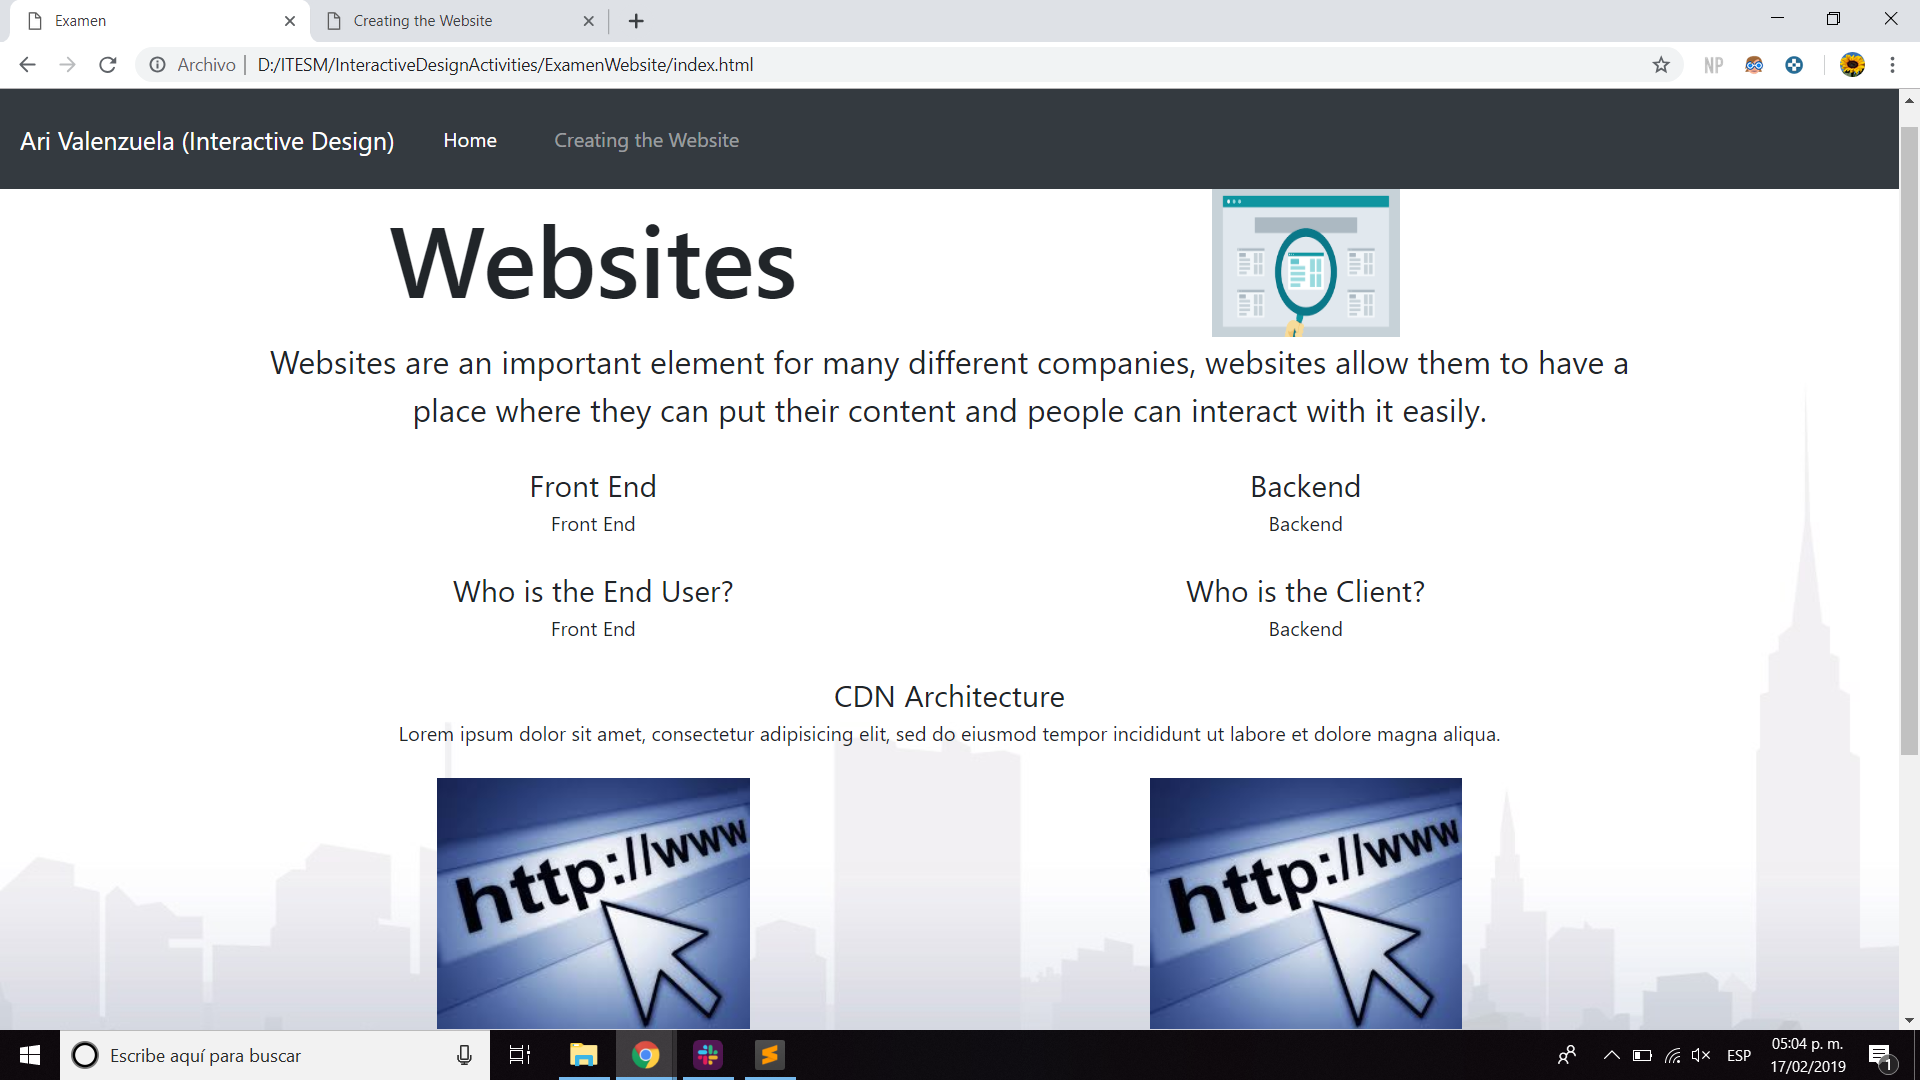 Examen
Creating the Website
Archivo | D:/ITESM/InteractiveDesignActivities/ExamenWebsite/index.html
NP
Ari Valenzuela (Interactive Design) Home Creating the Website
Websites
Websites are an important element for many different companies, websites allow them to have a
place where they can put their content and people can interact with it easily.
Front End
Front End
Backend
Backend
Who is the End User?
Front End
Who is the Client?
Backend
CDN Architecture
Lorem ipsum dolor sit amet, consectetur adipisicing elit, sed do eiusmod tempor incididunt ut labore et dolore magna aliqua.
http://www
http://www
Escribe aquí para buscar
ESP
05:04 p. m.
17/02/2019
1